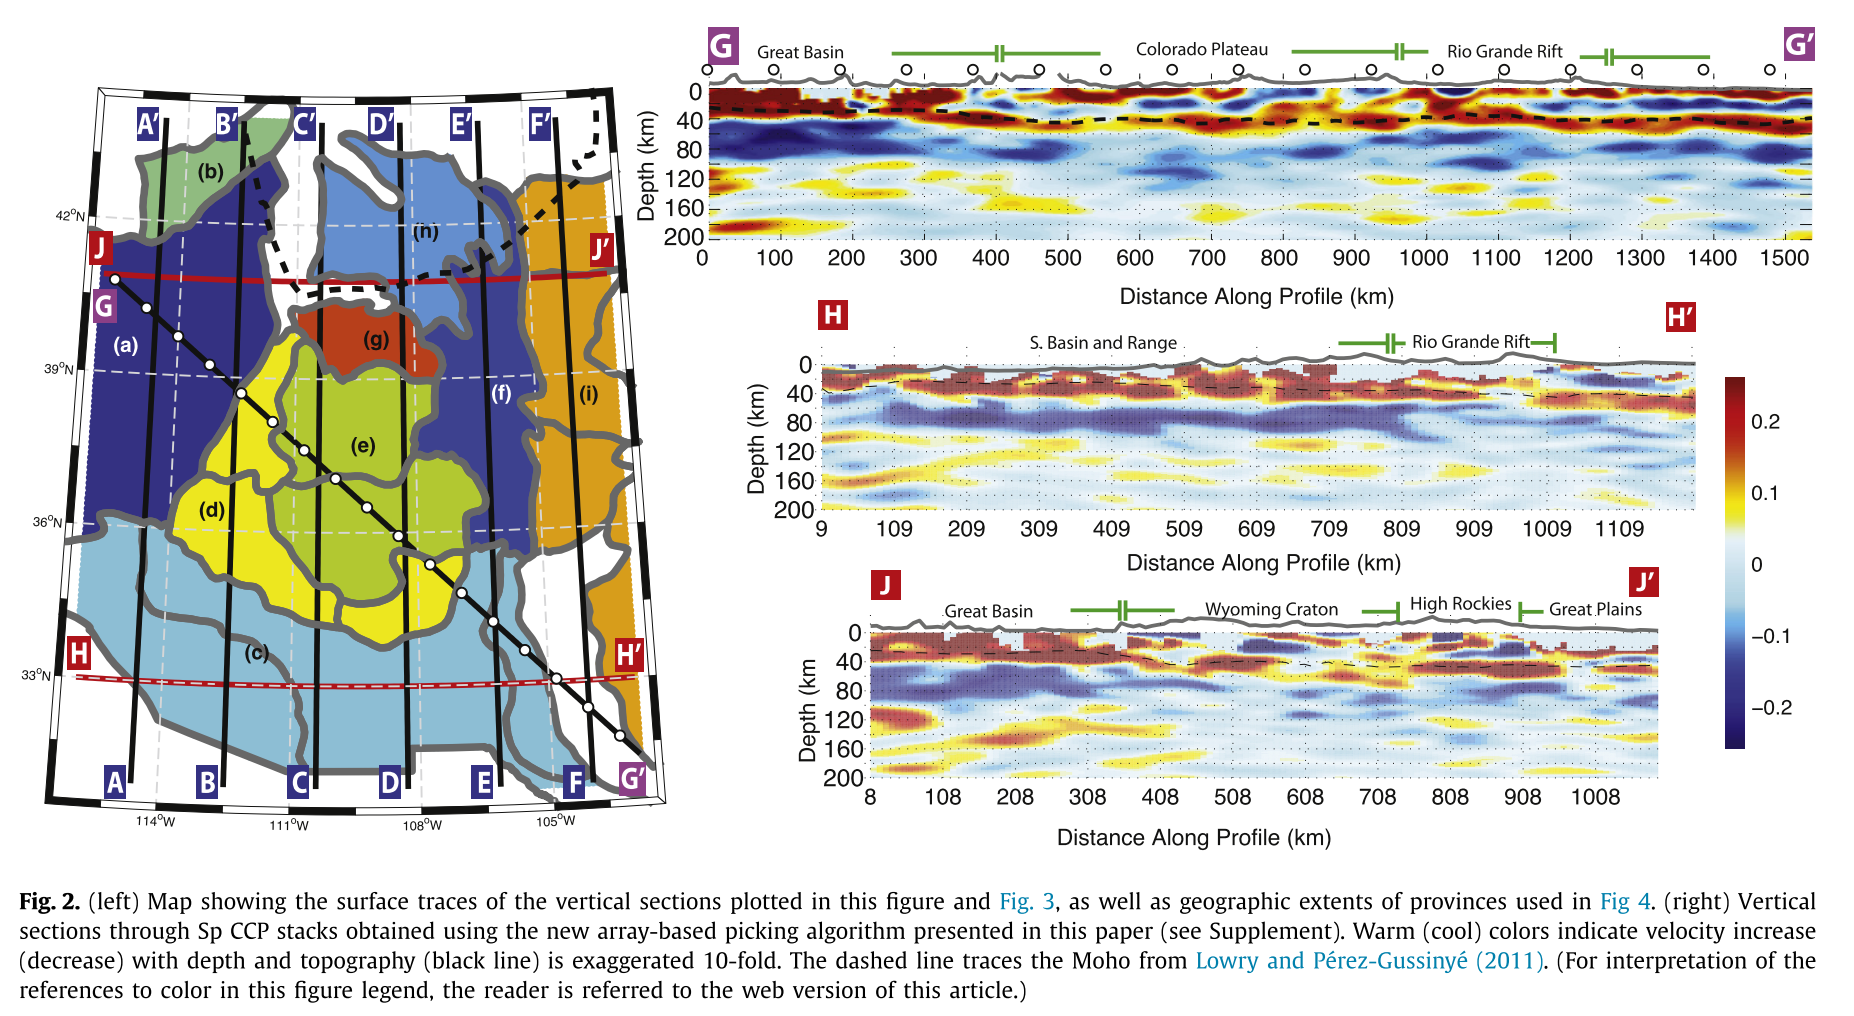 A'
B'
C'
D'
E'
F'
(b)
42°N
(h)
J
J'
G
(a)
(g)
39°N
(f)
(i)
(e)
(d)
36°N
(c)
H
H'
33°N
A
B
C
D
E
F
G'
114°W
111°W
108°W
105°W
G
Great Basin
Colorado Plateau
Rio Grande Rift
G'
Depth (km)
0
40
80
120
160
200
0 100 200 300 400 500 600 700 800 900 1000 1100 1200 1300 1400 1500
Distance Along Profile (km)
H
H'
S. Basin and Range
Rio Grande Rift
Depth (km)
0
40
80
120
160
200
9 109 209 309 409 509 609 709 809 909 1009 1109
Distance Along Profile (km)
J
J'
Great Basin
Wyoming Craton
High Rockies
Great Plains
Depth (km
0
40
80
120
160
200
8 108 208 308 408 508 608 708 808 908 1008
Distance Along Profile (km)
0.2
0.1
0
−0.1
−0.2
Fig. 2. (left) Map showing the surface traces of the vertical sections plotted in this figure and Fig. 3, as well as geographic extents of provinces used in Fig 4. (right) Vertical
sections through Sp CCP stacks obtained using the new array-based picking algorithm presented in this paper (see Supplement). Warm (cool) colors indicate velocity increase
(decrease) with depth and topography (black line) is exaggerated 10-fold. The dashed line traces the Moho from Lowry and Pérez-Gussinyé (2011). (For interpretation of the
references to color in this figure legend, the reader is referred to the web version of this article.)